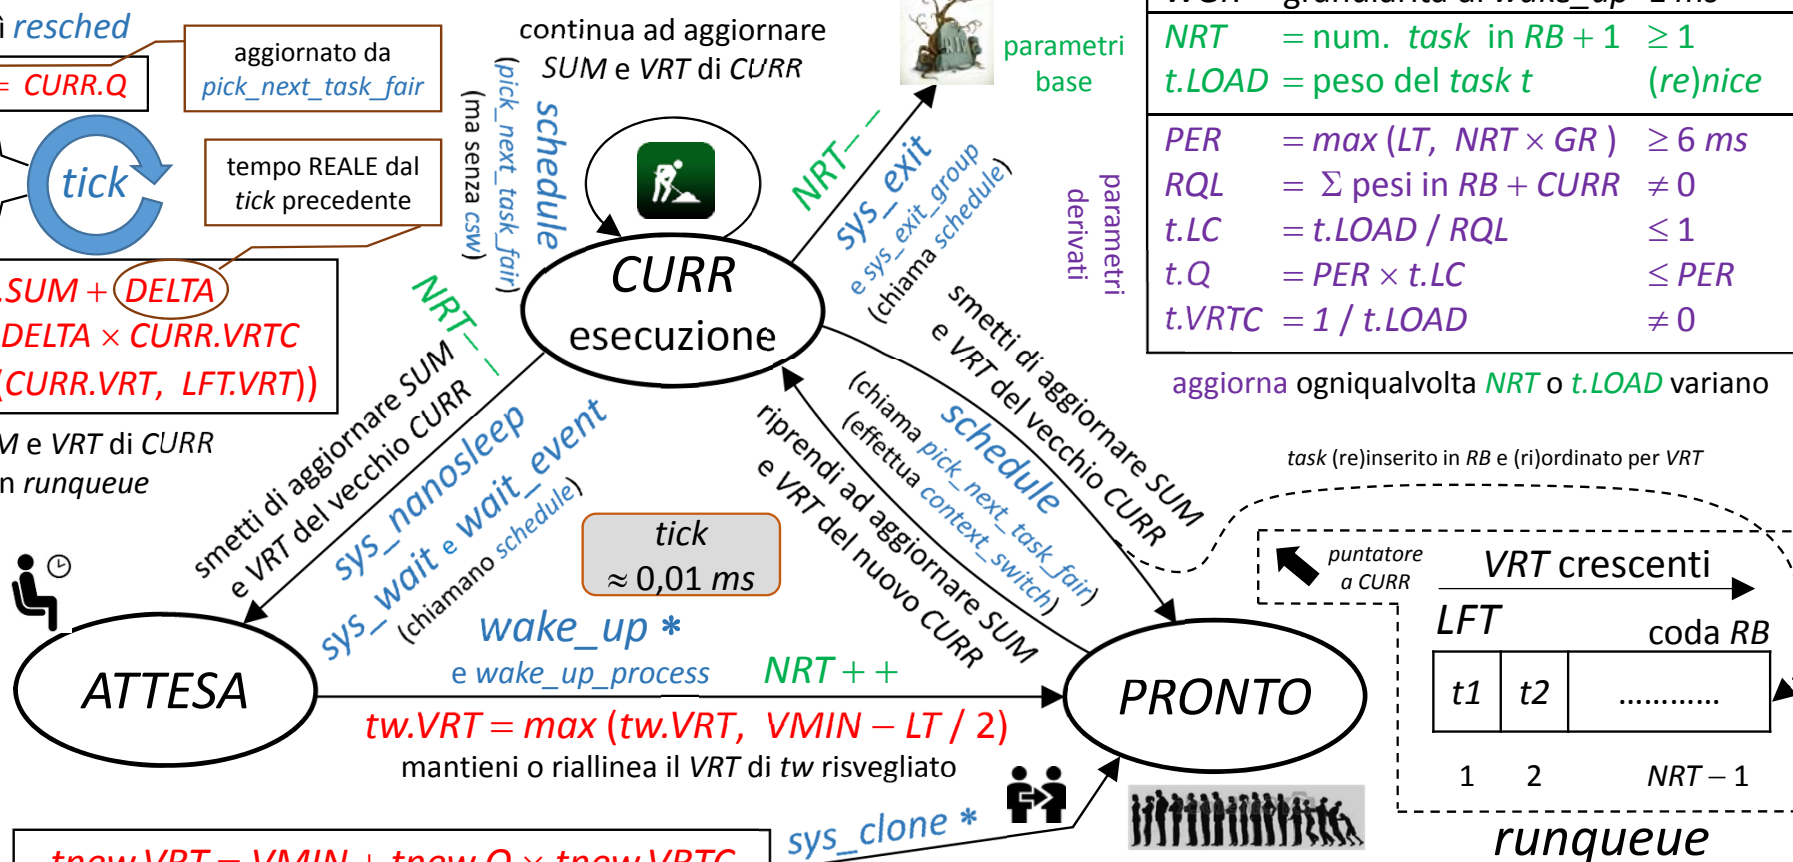 ì resched
= CURR.Q
aggiornato da
pick_next_task_fair
tick
tempo REALE dal
tick precedente
.SUM + DELTA
DELTA × CURR.VRTC
(CURR.VRT, LFT.VRT))
M e VRT di CURR
n runqueue
continua ad aggiornare
SUM e VRT di CURR
schedule
(pick_next_task_fair)
(ma senza csw)
CURR
esecuzione
NRT– –
sys_exit
e sys_exit_group
(chiama schedule)
parametri
base
NRT = num. task in RB + 1 ≥ 1
t.LOAD = peso del task t (re)nice
parametri
derivati
PER = max (LT, NRT × GR ) ≥ 6 ms
RQL = Σ pesi in RB + CURR ≠ 0
t.LC = t.LOAD / RQL ≤ 1
t.Q = PER × t.LC ≤ PER
t.VRTC = 1 / t.LOAD ≠ 0
aggiorna ogniqualvolta NRT o t.LOAD variano
NRT– –
smetti di aggiornare SUM
e VRT del vecchio CURR
sys_nanosleep
sys_wait e wait_event
(chiamano schedule)
smetti di aggiornare SUM
e VRT del vecchio CURR
schedule
(chiama pick_next_task_fair)
(effettua context_switch)
riprendi ad aggiornare SUM
e VRT del nuovo CURR
tick
≈ 0,01 ms
ATTESA
wake_up *
e wake_up_process
NRT + +
tw.VRT = max (tw.VRT, VMIN – LT / 2)
mantieni o riallinea il VRT di tw risvegliato
PRONTO
task (re)inserito in RB e (ri)ordinato per VRT
puntatore
a CURR
VRT crescenti
LFT
coda RB
t1 t2 …………
1 2 NRT – 1
runqueue
sys_clone *
tnew.VRT = VMIN + tnew.Q × tnew.VRTC